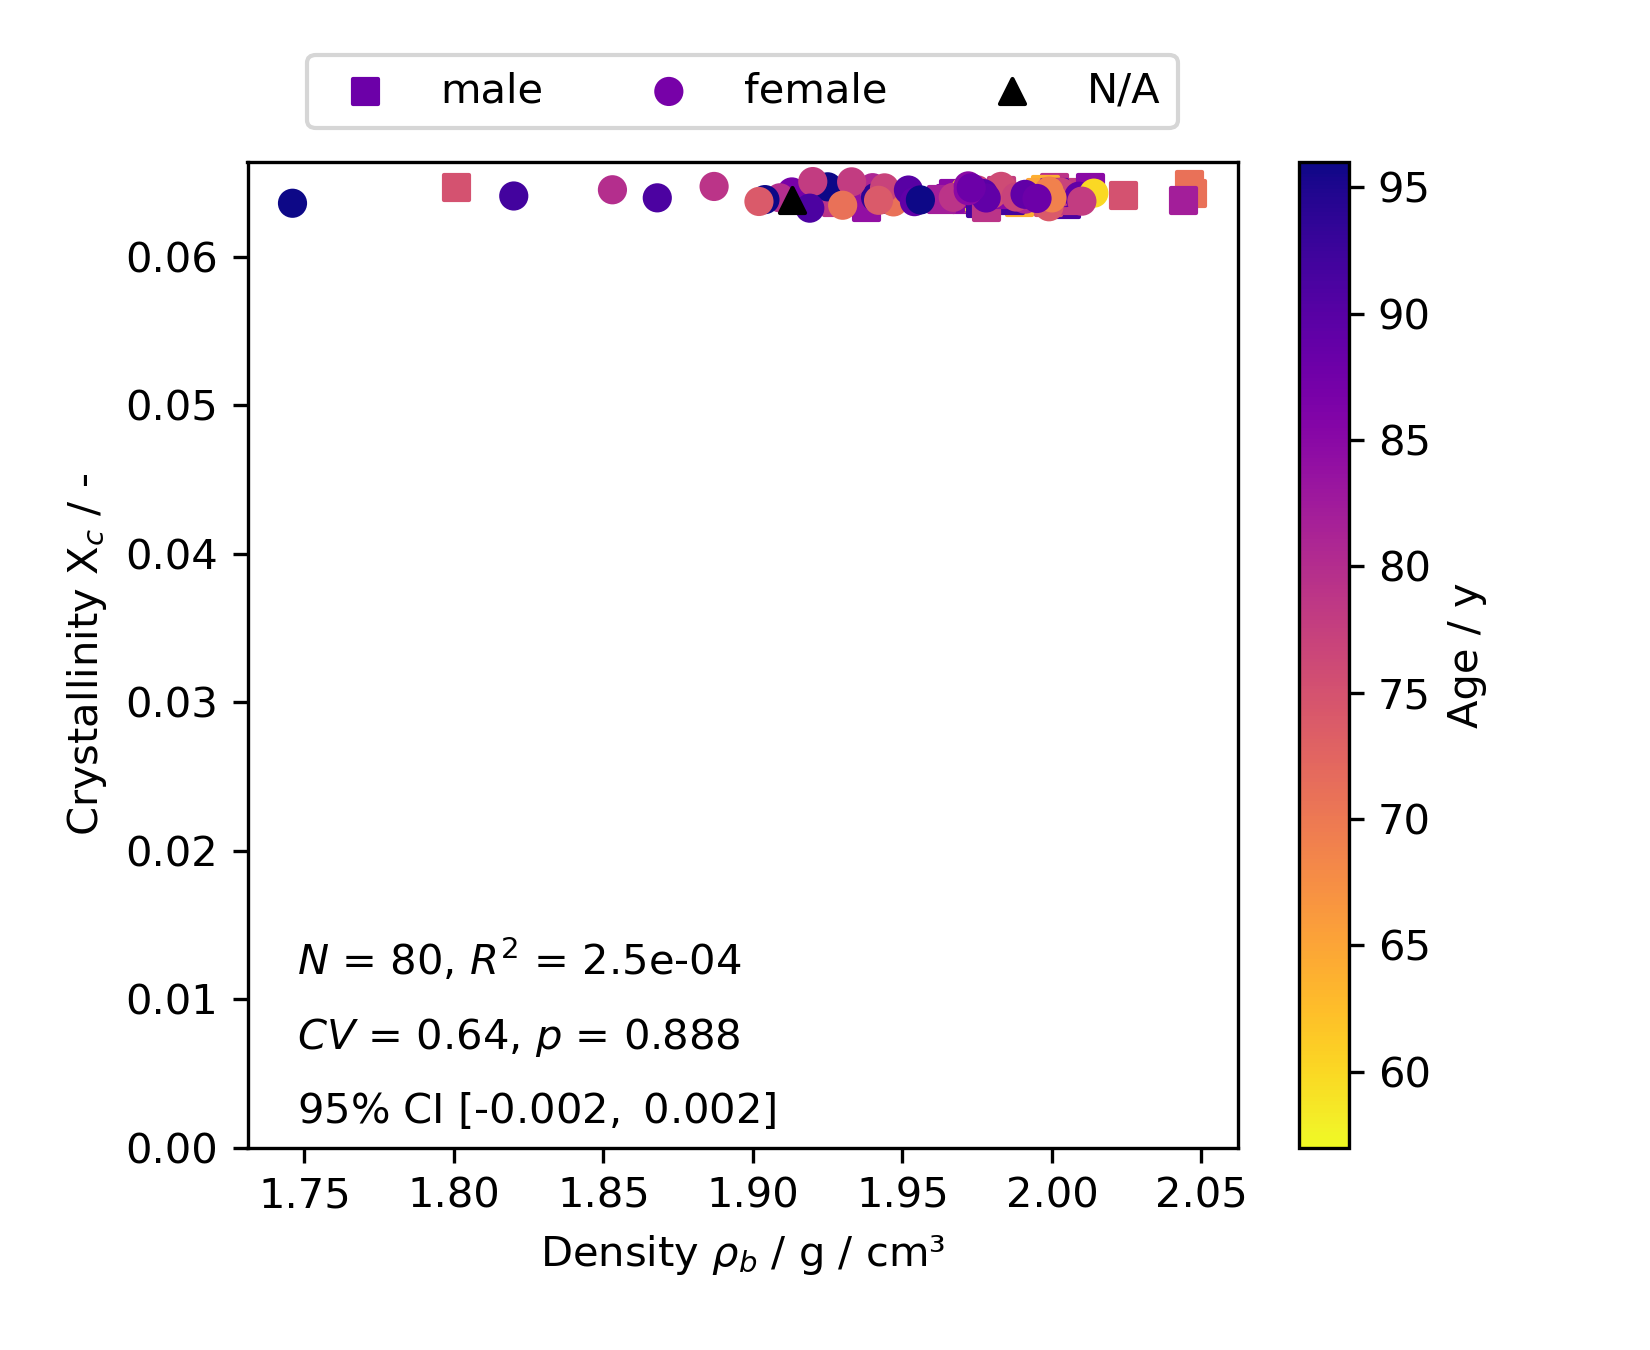 male female N/A
Crystallinity X_c / -
0.06
0.05
0.04
0.03
0.02
0.01
0.00
N = 80, R² = 2.5e-04
CV = 0.64, p = 0.888
95% CI [-0.002, 0.002]
1.75 1.80 1.85 1.90 1.95 2.00 2.05
Density ρ_b / g / cm³
95
90
85
80
75
70
65
60
Age / y